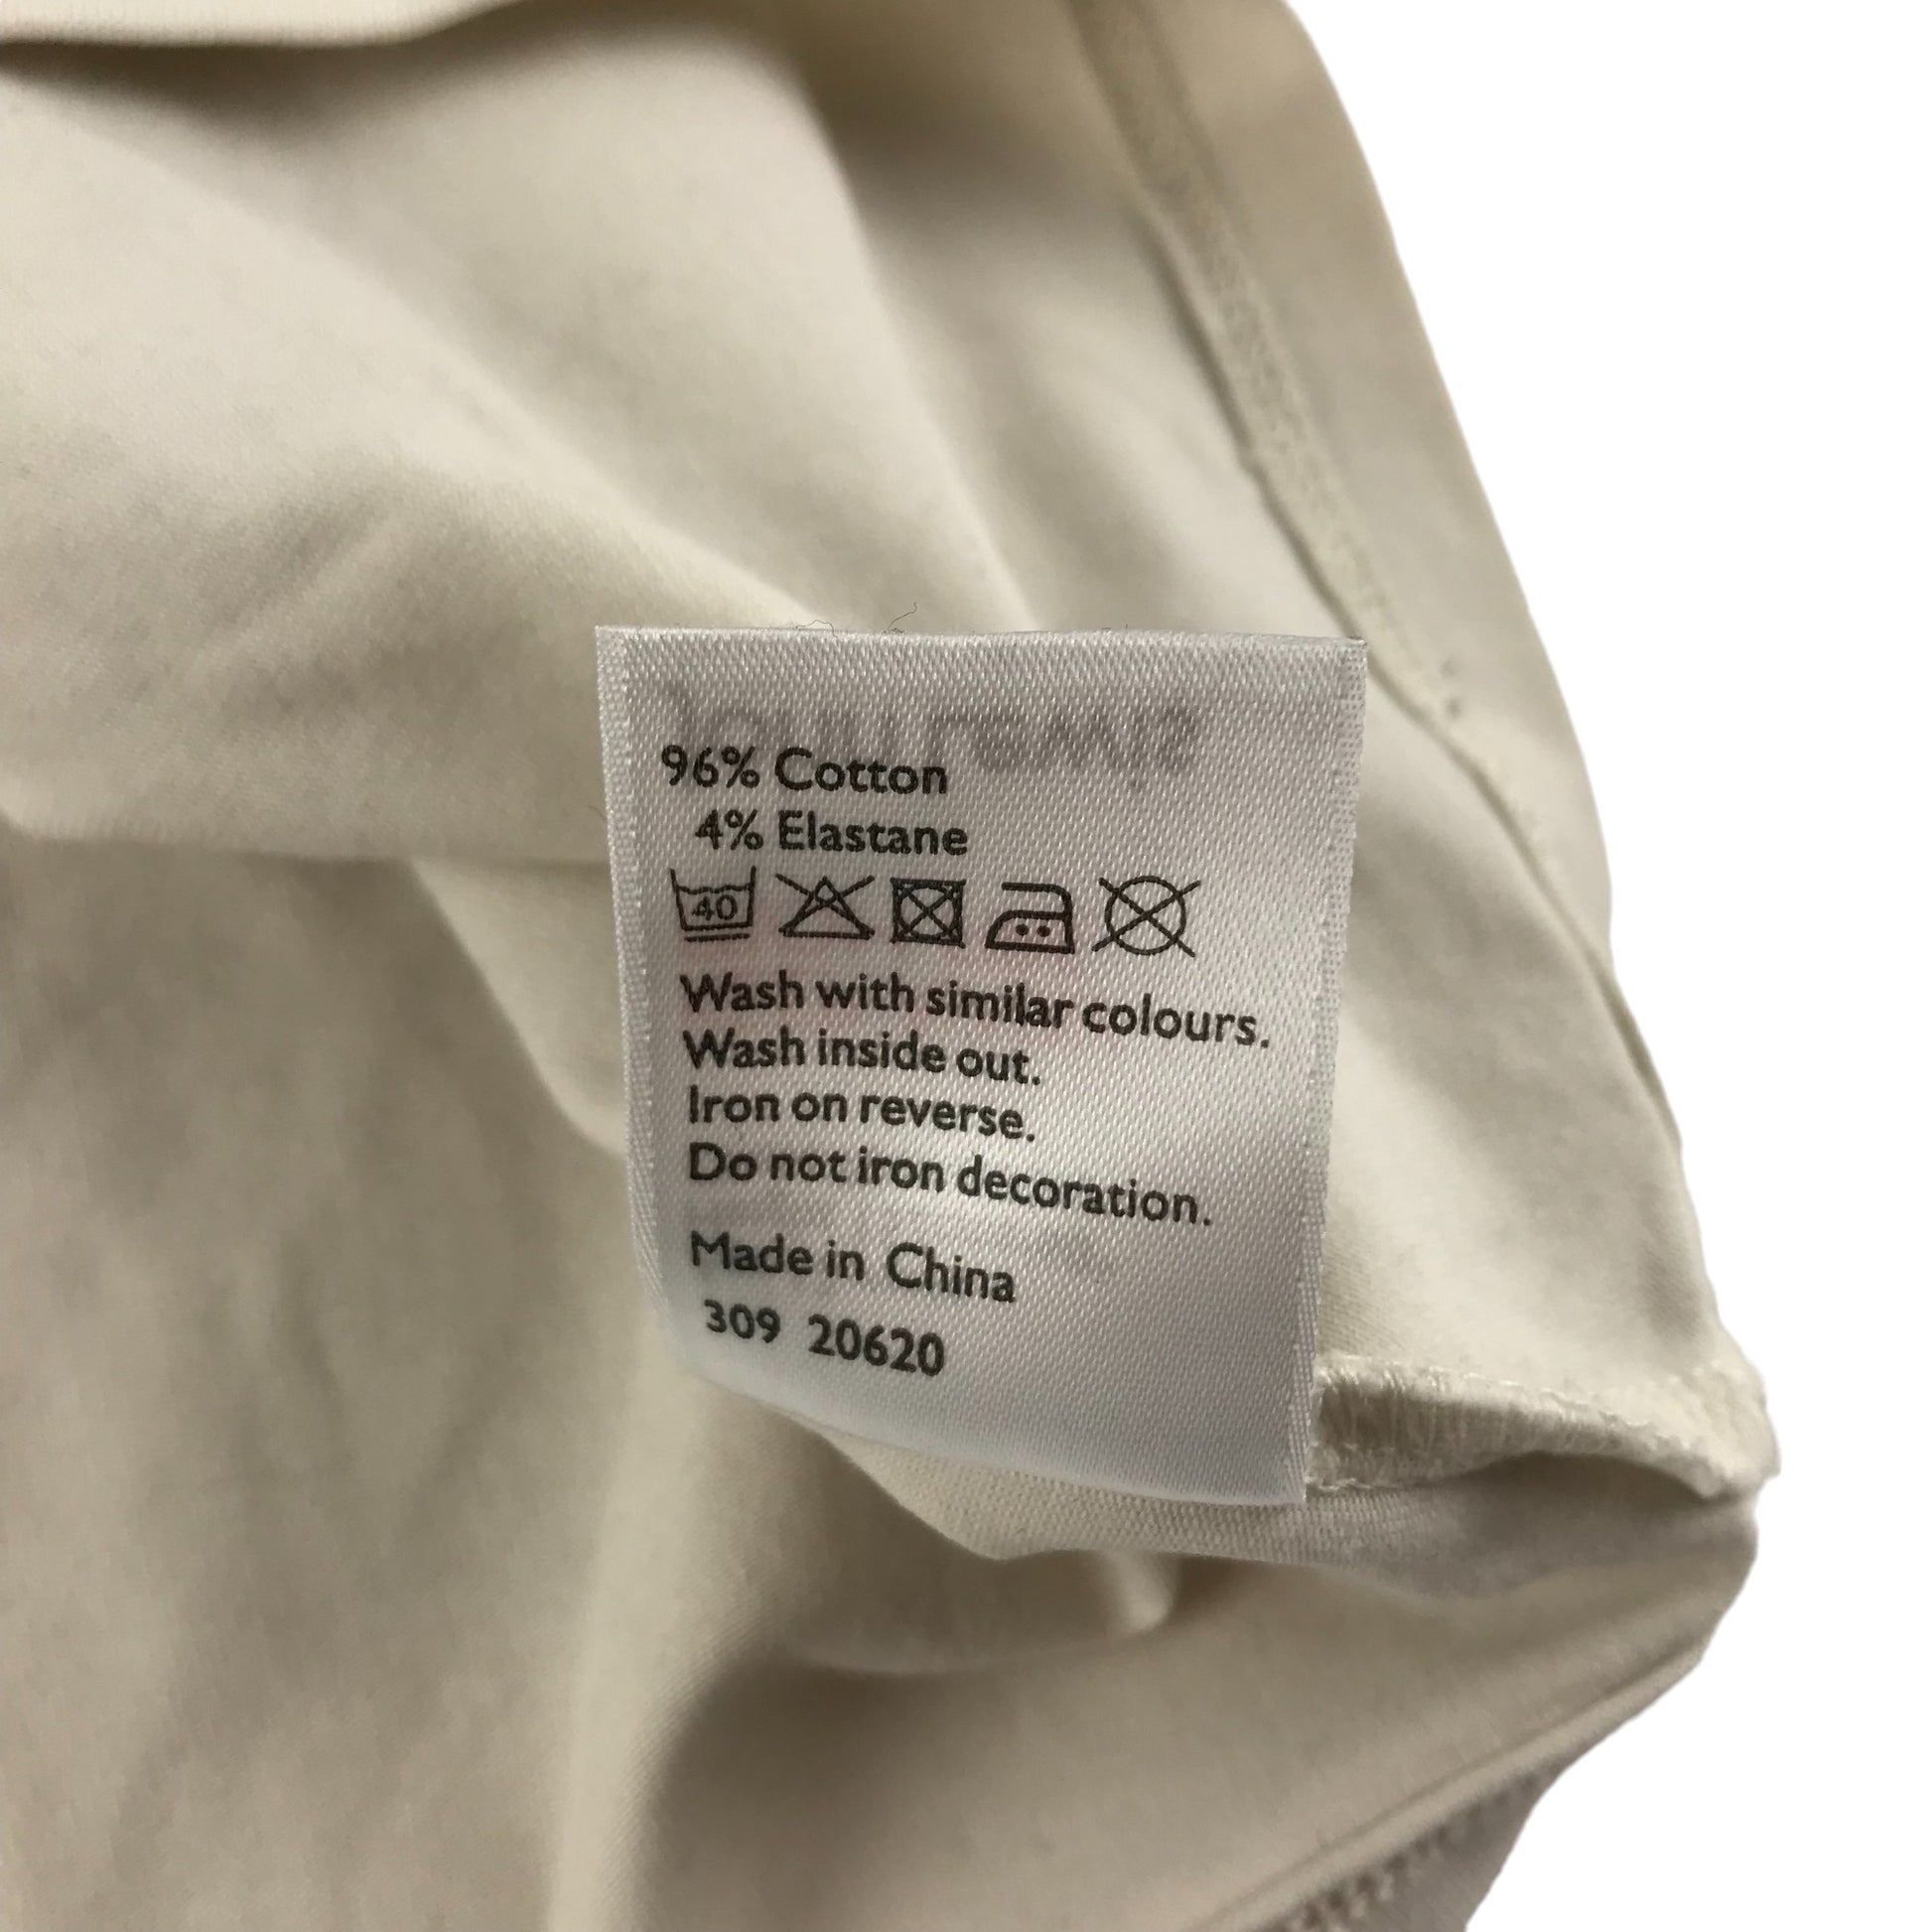 96% Cotton
4% Elastane
40
Wash with similar colours.
Wash inside out.
Iron on reverse.
Do not iron decoration.
Made in China
309 20620